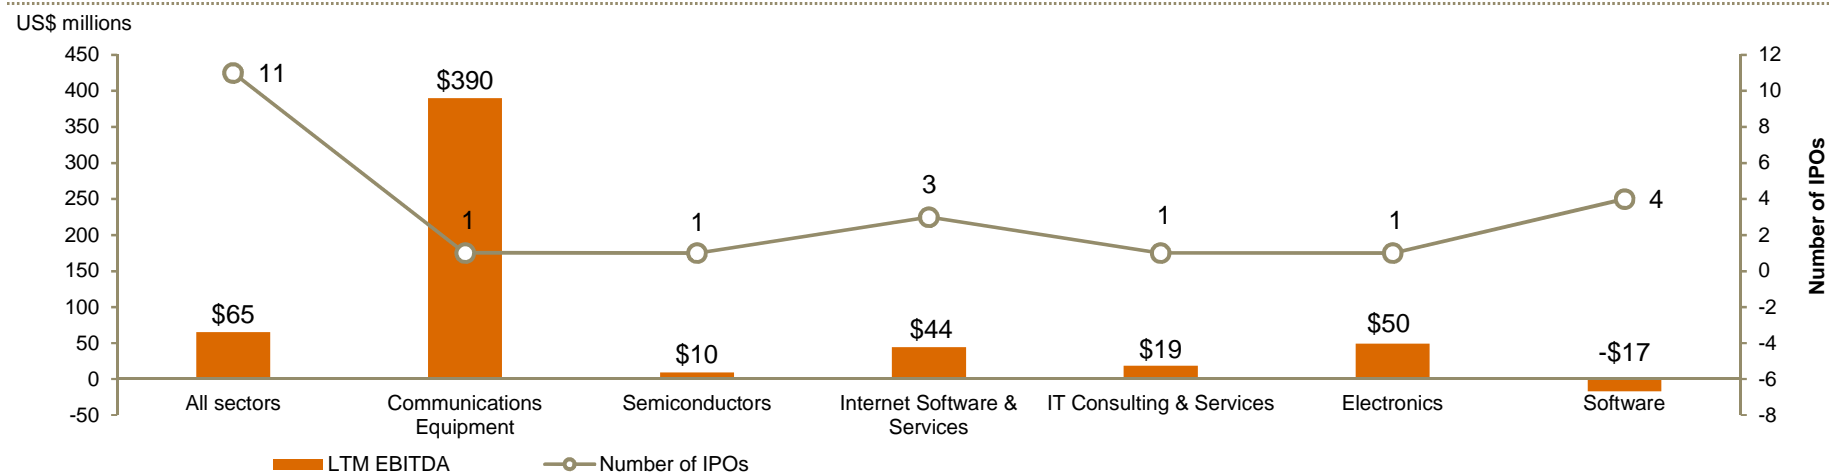 US$ millions
450
400
350
300
250
200
150
100
50
0
-50
12
10
8
6
4
2
0
-2
-4
-6
-8
Number of IPOs
11
1
1
3
1
1
4
$65
$390
$10
$44
$19
$50
-$17
All sectors
Communications
Equipment
Semiconductors
Internet Software &
Services
IT Consulting & Services
Electronics
Software
LTM EBITDA
Number of IPOs